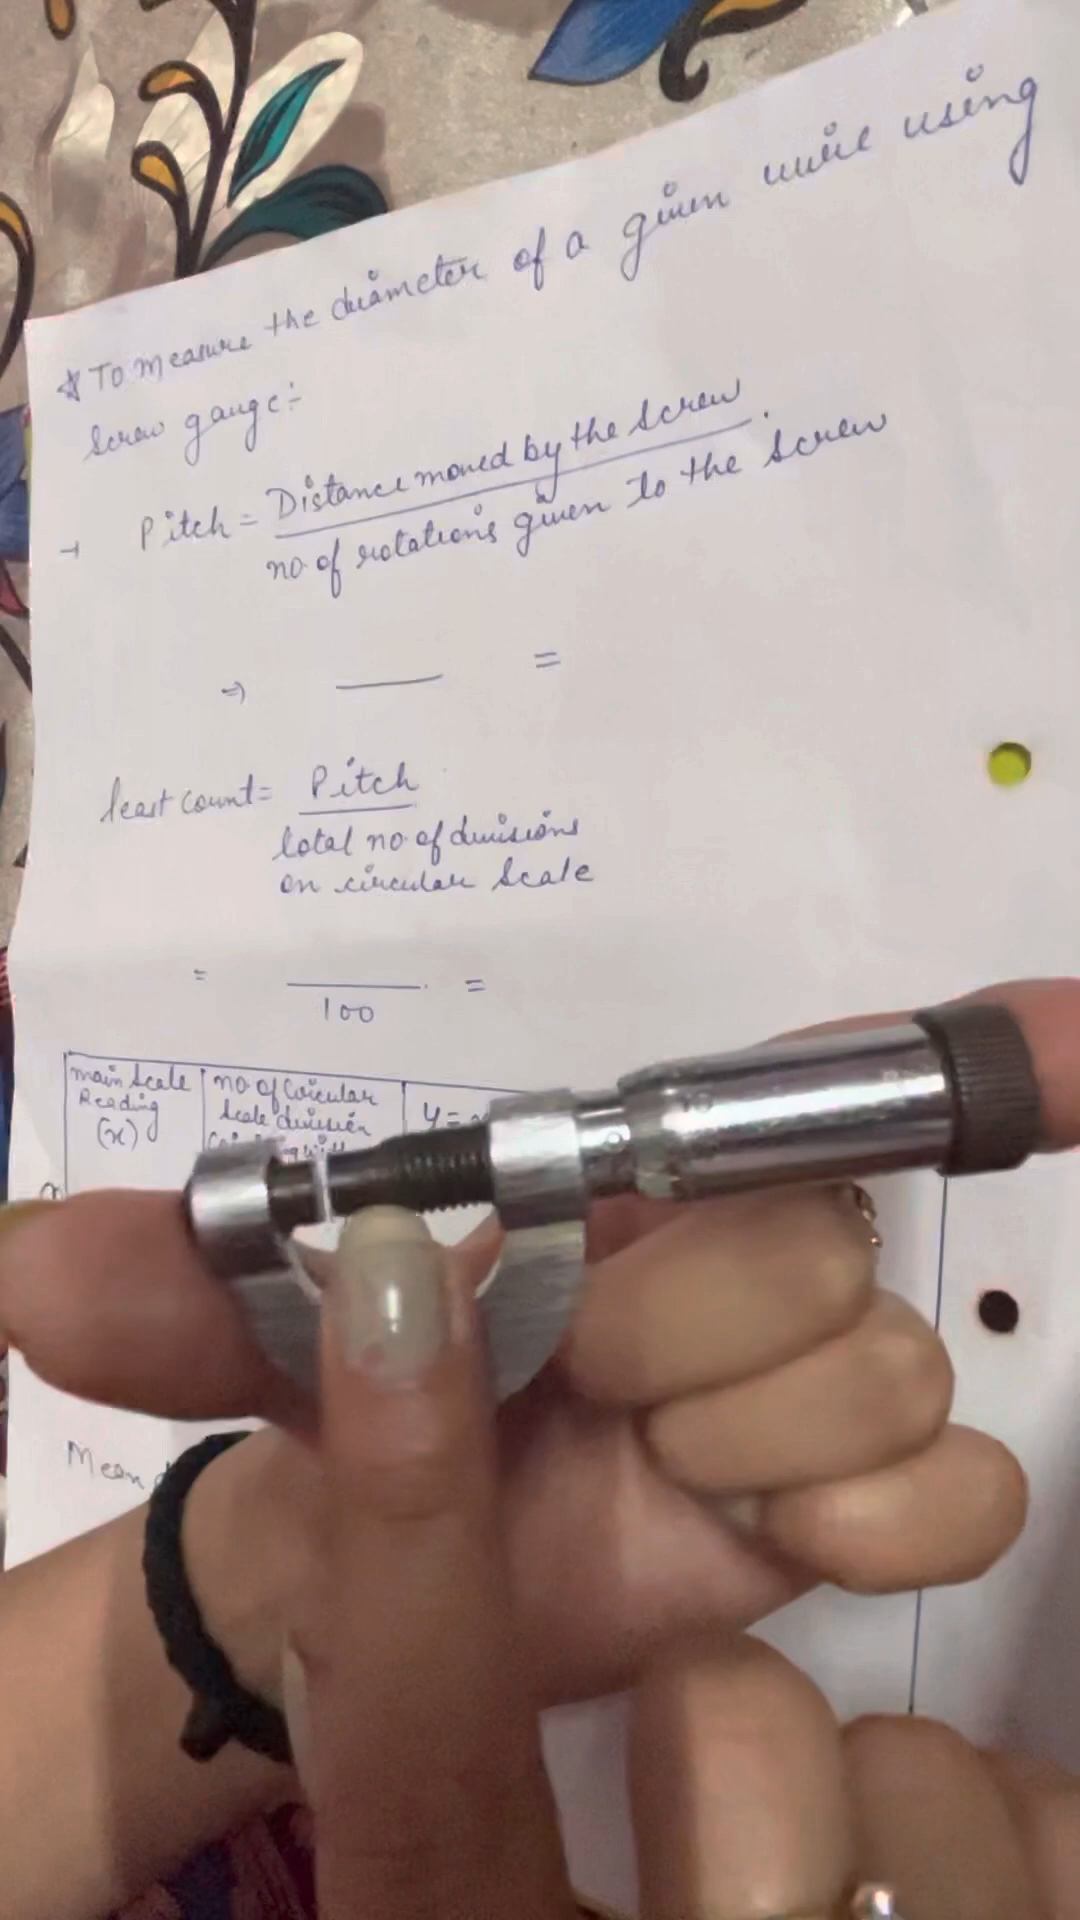 * To measure the diameter of a given wire using
Screw gauge:-
→ Pitch = Distance moved by the screw
no. of rotations given to the screw
⇒ =
least count = Pitch
total no. of divisions
on circular scale
= =
100
main scale
Reading
(x)
no of circular
scale division
y =
Mean